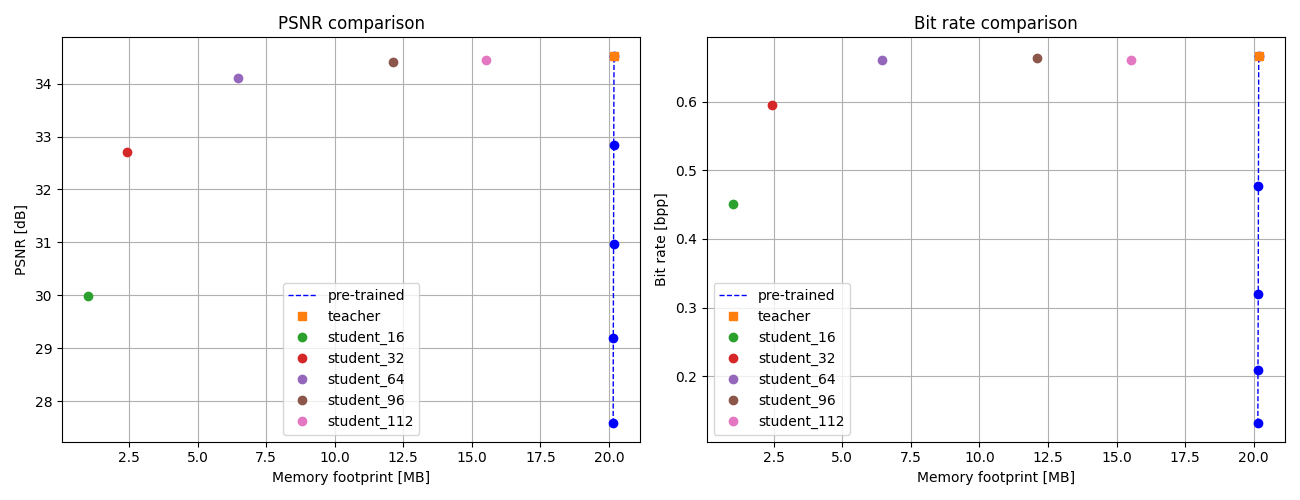 PSNR comparison
PSNR [dB]
34
33
32
31
30
29
28
pre-trained
teacher
student_16
student_32
student_64
student_96
student_112
2.5 5.0 7.5 10.0 12.5 15.0 17.5 20.0
Memory footprint [MB]
Bit rate comparison
Bit rate [bpp]
0.6
0.5
0.4
0.3
0.2
pre-trained
teacher
student_16
student_32
student_64
student_96
student_112
2.5 5.0 7.5 10.0 12.5 15.0 17.5 20.0
Memory footprint [MB]